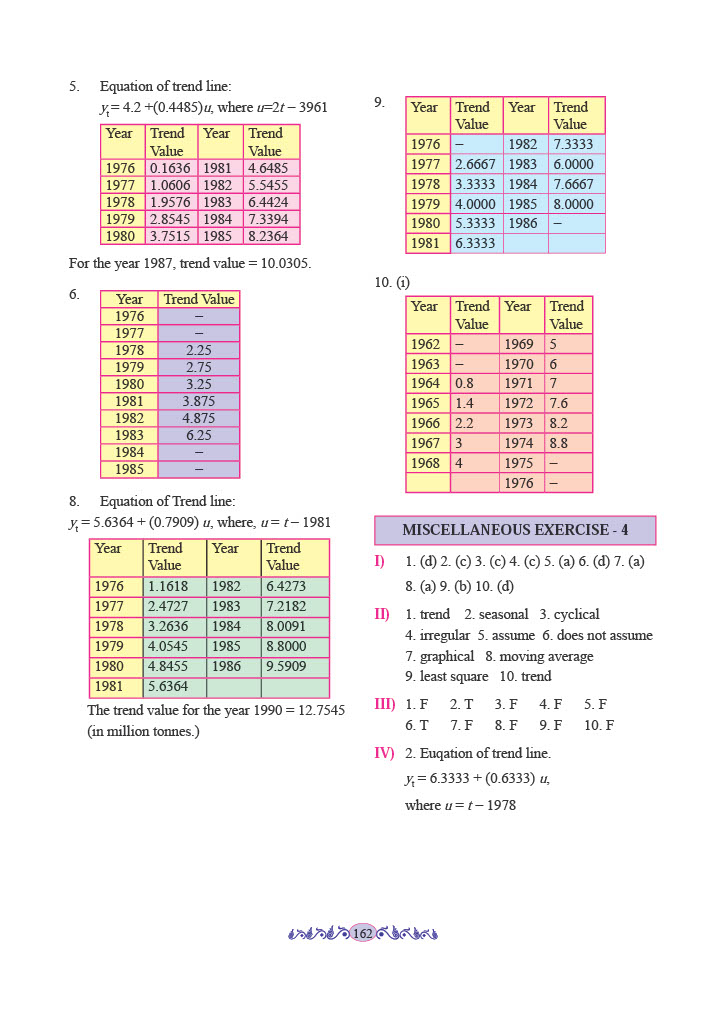 5. Equation of trend line:
yt = 4.2 +(0.4485)u, where u=2t – 3961
Year Trend Value Year Trend Value
1976 0.1636 1981 4.6485
1977 1.0606 1982 5.5455
1978 1.9576 1983 6.4424
1979 2.8545 1984 7.3394
1980 3.7515 1985 8.2364
For the year 1987, trend value = 10.0305.
6.
Year Trend Value
1976 –
1977 –
1978 2.25
1979 2.75
1980 3.25
1981 3.875
1982 4.875
1983 6.25
1984 –
1985 –
8. Equation of Trend line:
yt = 5.6364 + (0.7909) u, where, u = t – 1981
Year Trend Value Year Trend Value
1976 1.1618 1982 6.4273
1977 2.4727 1983 7.2182
1978 3.2636 1984 8.0091
1979 4.0545 1985 8.8000
1980 4.8455 1986 9.5909
1981 5.6364
The trend value for the year 1990 = 12.7545
(in million tonnes.)
9.
Year Trend Value Year Trend Value
1976 – 1982 7.3333
1977 2.6667 1983 6.0000
1978 3.3333 1984 7.6667
1979 4.0000 1985 8.0000
1980 5.3333 1986 –
1981 6.3333
10. (i)
Year Trend Value Year Trend Value
1962 – 1969 5
1963 – 1970 6
1964 0.8 1971 7
1965 1.4 1972 7.6
1966 2.2 1973 8.2
1967 3 1974 8.8
1968 4 1975 –
1976 –
MISCELLANEOUS EXERCISE - 4
I) 1. (d) 2. (c) 3. (c) 4. (c) 5. (a) 6. (d) 7. (a)
8. (a) 9. (b) 10. (d)
II) 1. trend 2. seasonal 3. cyclical
4. irregular 5. assume 6. does not assume
7. graphical 8. moving average
9. least square 10. trend
III) 1. F 2. T 3. F 4. F 5. F
6. T 7. F 8. F 9. F 10. F
IV) 2. Euqation of trend line.
yt = 6.3333 + (0.6333) u,
where u = t – 1978
162